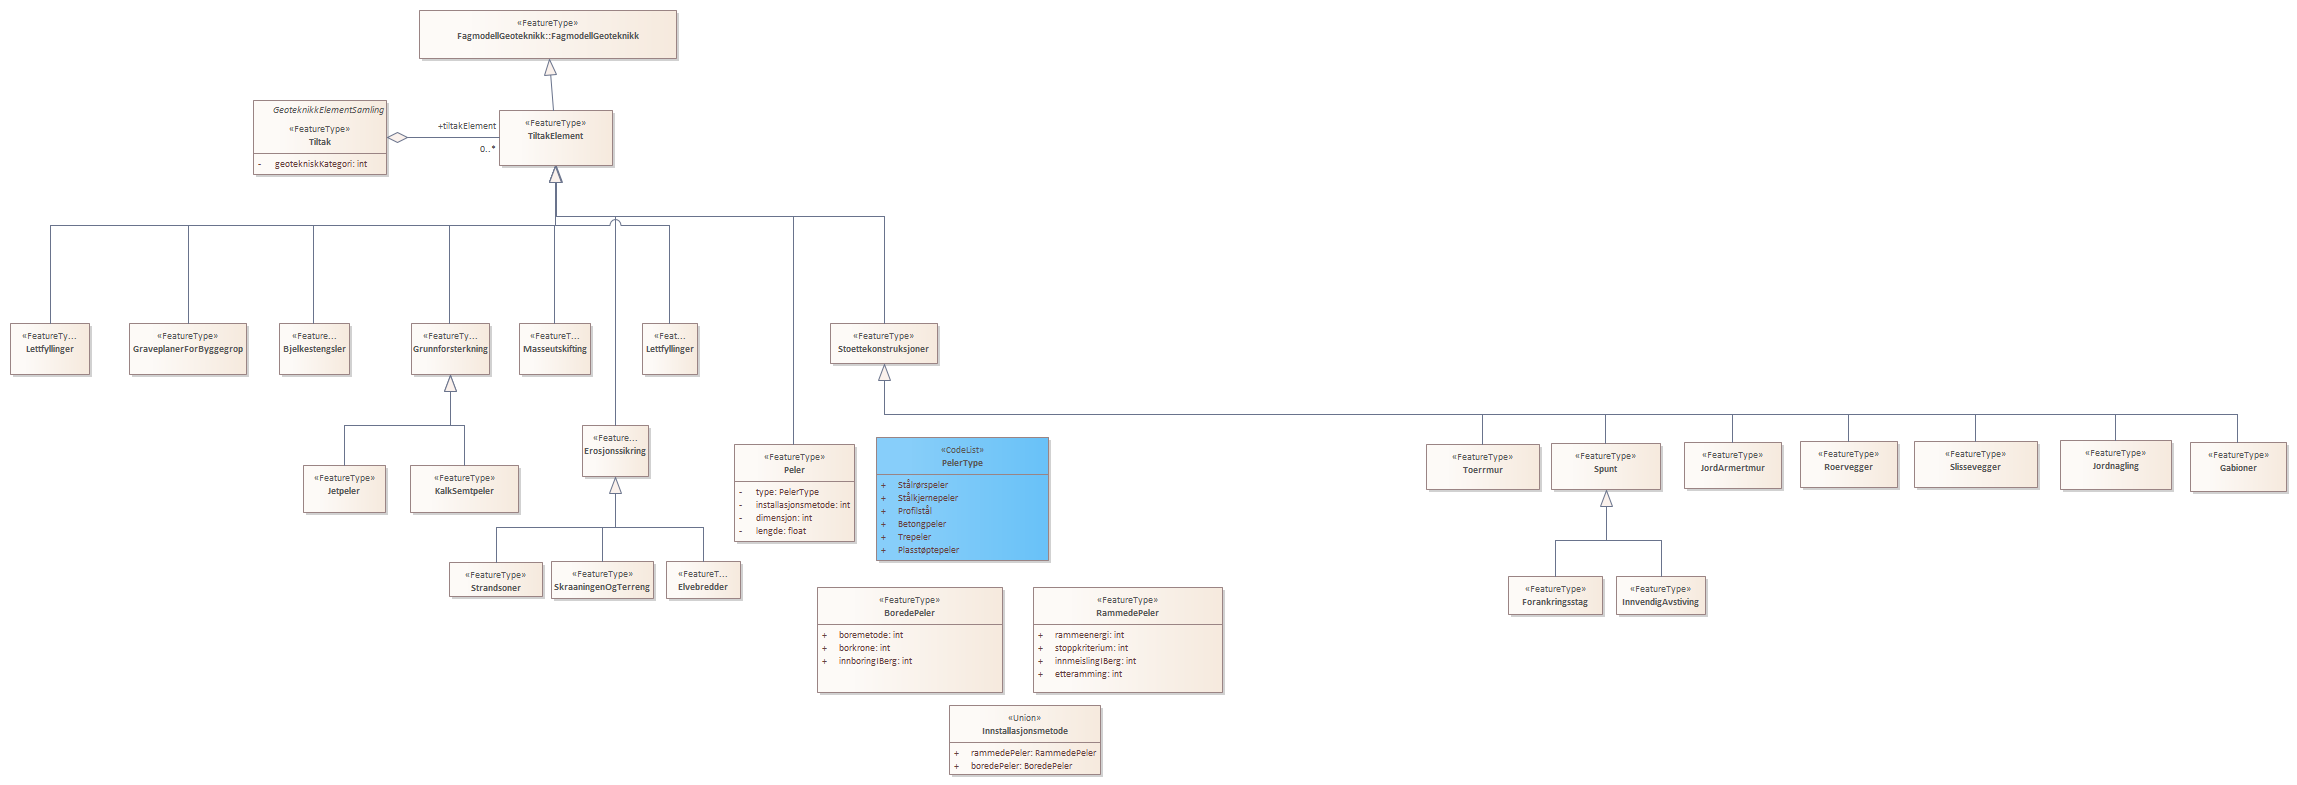 «FeatureType»
FagmodellGeoteknikk::FagmodellGeoteknikk
GeoteknikkElementSamling
«FeatureType»
Tiltak
- geotekniskKategori: int
+tiltakElement
0..*
«FeatureType»
TiltakElement
«FeatureTy...
Lettfyllinger
«FeatureType»
GraveplanerForByggegrop
«Feature...
Bjelkestengsler
«FeatureTy...
Grunnforsterkning
«FeatureT...
Masseutskifting
«Feat...
Lettfyllinger
«FeatureType»
Stoettekonstruksjoner
«FeatureType»
Jetpeler
«FeatureType»
KalkSemtpeler
«Feature...
Erosjonssikring
«FeatureType»
Peler
- type: PelerType
- installasjonsmetode: int
- dimensjon: int
- lengde: float
«CodeList»
PelerType
+ Stålrørspeler
+ Stålkjernepeler
+ Profilstål
+ Betongpeler
+ Trepeler
+ Plasstøptepeler
«FeatureType»
Toerrmur
«FeatureType»
Spunt
«FeatureType»
JordArmertmur
«FeatureType»
Roervegger
«FeatureType»
Slissevegger
«FeatureType»
Jordnagling
«FeatureType»
Gabioner
«FeatureType»
Strandsoner
«FeatureType»
SkraaningenOgTerreng
«FeatureT...
Elvebredder
«FeatureType»
BoredePeler
+ boremetode: int
+ borkrone: int
+ innboringIBerg: int
«FeatureType»
RammedePeler
+ rammeenergi: int
+ stoppkriterium: int
+ innmeislingIBerg: int
+ etteramming: int
«FeatureType»
Forankringsstag
«FeatureType»
InnvendigAvstiving
«Union»
Innstallasjonsmetode
+ rammedePeler: RammedePeler
+ boredePeler: BoredePeler